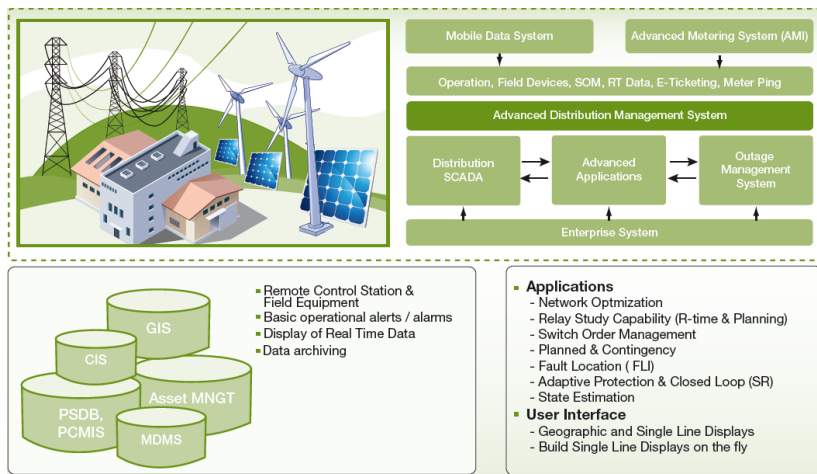 Mobile Data System
Advanced Metering System (AMI)
Operation, Field Devices, SOM, RT Data, E-Ticketing, Meter Ping
Advanced Distribution Management System
Distribution
SCADA
Advanced
Applications
Outage
Management
System
Enterprise System
GIS
CIS
Asset MNGT
PSDB,
PCMIS
MDMS
Remote Control Station &
Field Equipment
Basic operational alerts / alarms
Display of Real Time Data
Data archiving
Applications
- Network Optmization
- Relay Study Capability (R-time & Planning)
- Switch Order Management
- Planned & Contingency
- Fault Location ( FLI)
- Adaptive Protection & Closed Loop (SR)
- State Estimation
User Interface
- Geographic and Single Line Displays
- Build Single Line Displays on the fly